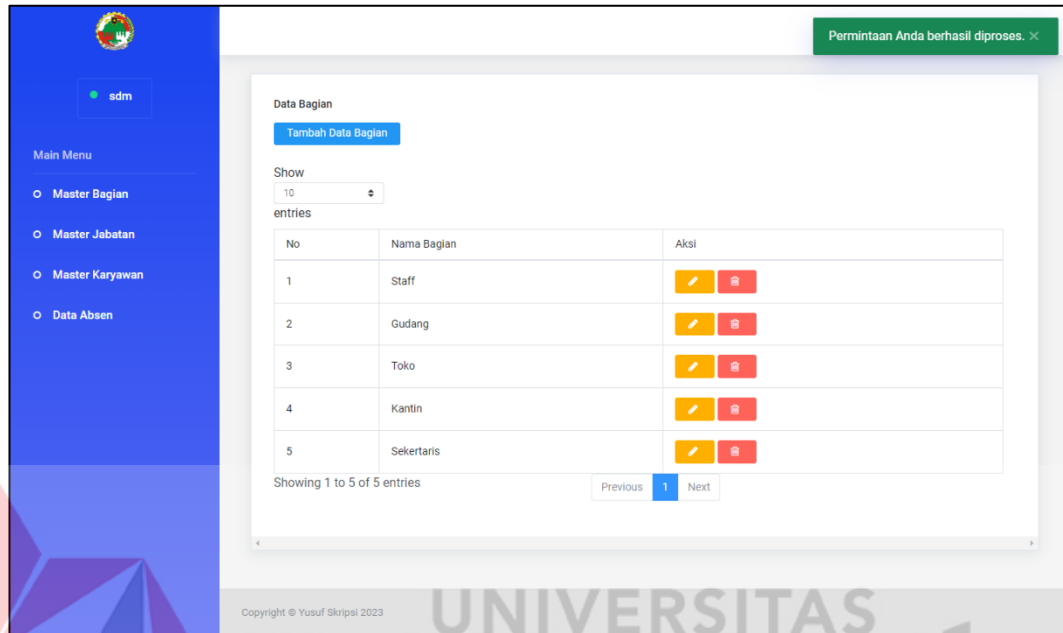 Permintaan Anda berhasil diproses. ×
sdm
Main Menu
Master Bagian
Master Jabatan
Master Karyawan
Data Absen
Data Bagian
Tambah Data Bagian
Show
10
entries
No Nama Bagian Aksi
1 Staff
2 Gudang
3 Toko
4 Kantin
5 Sekertaris
Showing 1 to 5 of 5 entries
Previous 1 Next
Copyright © Yusuf Skripsi 2023
UNIVERSITAS